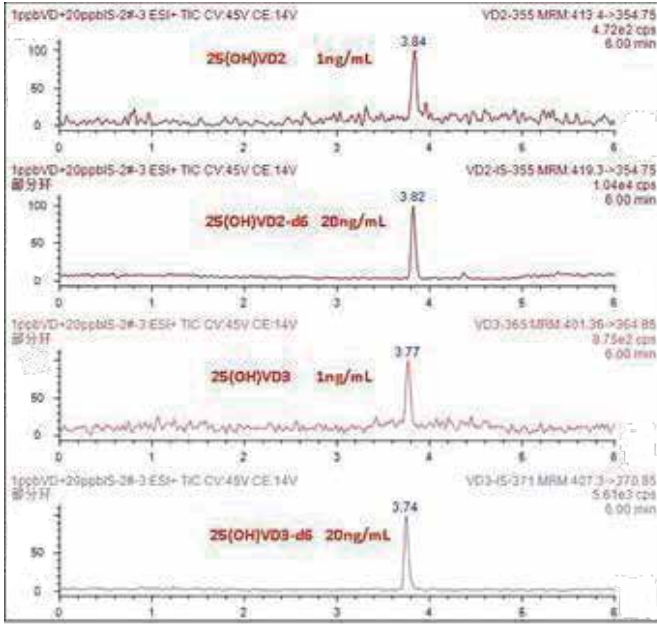 1ppbVD+20ppbIS-2#-3 ESI+ TIC CV:45V CE:14V VD2-355 MRM:413.4->354.75
4.72e2 cps
6.00 min
3.84
25(OH)VD2 1ng/mL
100
50
0
0 1 2 3 4 5 6
1ppbVD+20ppbIS-2#-3 ESI+ TIC CV:45V CE:14V VD2-IS-355 MRM:419.3->354.75
部分环 1.04e4 cps
6.00 min
3.82
25(OH)VD2-d6 20ng/mL
100
50
0
0 1 2 3 4 5 6
1ppbVD+20ppbIS-2#-3 ESI+ TIC CV:45V CE:14V VD3-365 MRM:401.36->364.85
部分环 cps
6.00 min
3.77
25(OH)VD3 1ng/mL
50
0
0 1 2 3 4 5 6
1ppbVD+20ppbIS-2#-3 ESI+ TIC CV:45V CE:14V VD3-IS-371 MRM:407.3->370.85
部分环 5.61e3 cps
6.00 min
3.74
25(OH)VD3-d6 20ng/mL
50
0
0 1 2 3 4 5 6